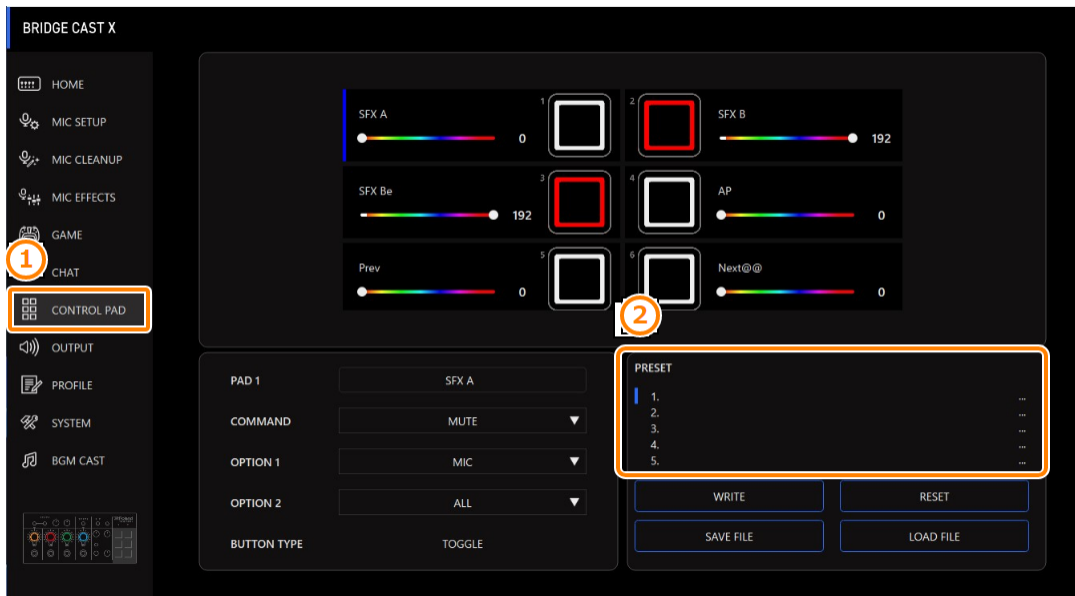 BRIDGE CAST X
HOME
MIC SETUP
MIC CLEANUP
MIC EFFECTS
GAME
1
CHAT
CONTROL PAD
OUTPUT
PROFILE
SYSTEM
BGM CAST
SFX A
0
1
2
SFX B
192
SFX Be
192
3
4
AP
0
Prev
0
5
6
Next@@
0
2
PAD 1 SFX A
COMMAND MUTE
OPTION 1 MIC
OPTION 2 ALL
BUTTON TYPE TOGGLE
PRESET
1. ...
2. ...
3. ...
4. ...
5. ...
WRITE RESET
SAVE FILE LOAD FILE